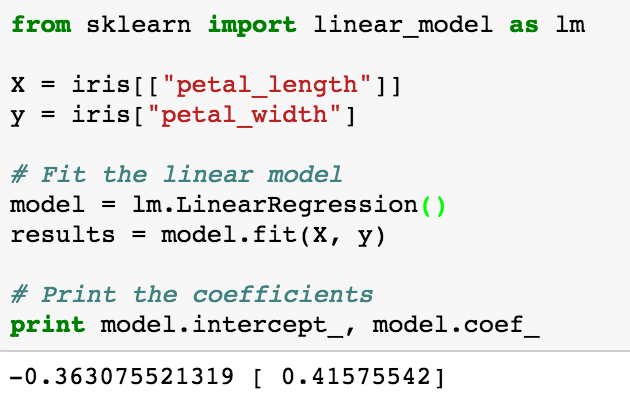 from sklearn import linear_model as lm
X = iris[["petal_length"]]
y = iris["petal_width"]
# Fit the linear model
model = lm.LinearRegression()
results = model.fit(X, y)
# Print the coefficients
print model.intercept_, model.coef_
-0.363075521319 [ 0.41575542]